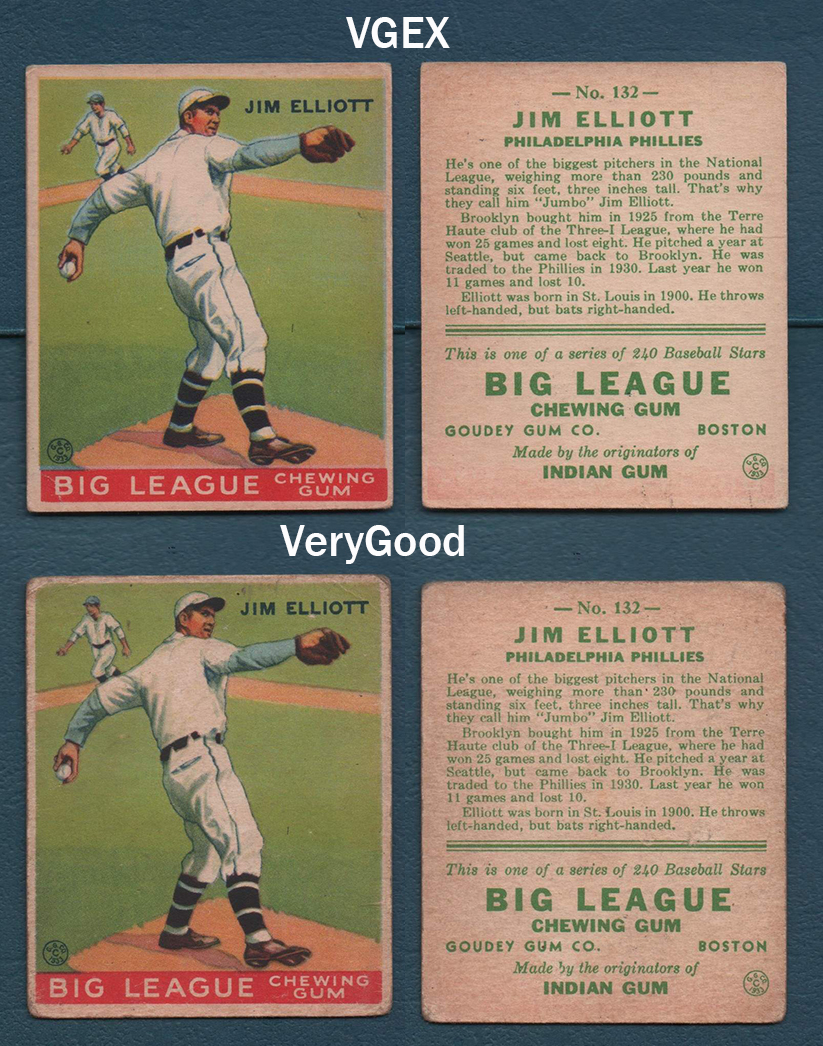 VGEX
JIM ELLIOTT
BIG LEAGUE CHEWING
GUM
— No. 132 —
JIM ELLIOTT
PHILADELPHIA PHILLIES
He's one of the biggest pitchers in the National
League, weighing more than 230 pounds and
standing six feet, three inches tall. That's why
they call him "Jumbo" Jim Elliott.
Brooklyn bought him in 1925 from the Terre
Haute club of the Three-I League, where he had
won 25 games and lost eight. He pitched a year at
Seattle, but came back to Brooklyn. He was
traded to the Phillies in 1930. Last year he won
11 games and lost 10.
Elliott was born in St. Louis in 1900. He throws
left-handed, but bats right-handed.
This is one of a series of 240 Baseball Stars
BIG LEAGUE
CHEWING GUM
GOUDEY GUM CO. BOSTON
Made by the originators of
INDIAN GUM
VeryGood
JIM ELLIOTT
BIG LEAGUE CHEWING
GUM
— No. 132 —
JIM ELLIOTT
PHILADELPHIA PHILLIES
He's one of the biggest pitchers in the National
League, weighing more than 230 pounds and
standing six feet, three inches tall. That's why
they call him "Jumbo" Jim Elliott.
Brooklyn bought him in 1925 from the Terre
Haute club of the Three-I League, where he had
won 25 games and lost eight. He pitched a year at
Seattle, but came back to Brooklyn. He was
traded to the Phillies in 1930. Last year he won
11 games and lost 10.
Elliott was born in St. Louis in 1900. He throws
left-handed, but bats right-handed.
This is one of a series of 240 Baseball Stars
BIG LEAGUE
CHEWING GUM
GOUDEY GUM CO. BOSTON
Made by the originators of
INDIAN GUM